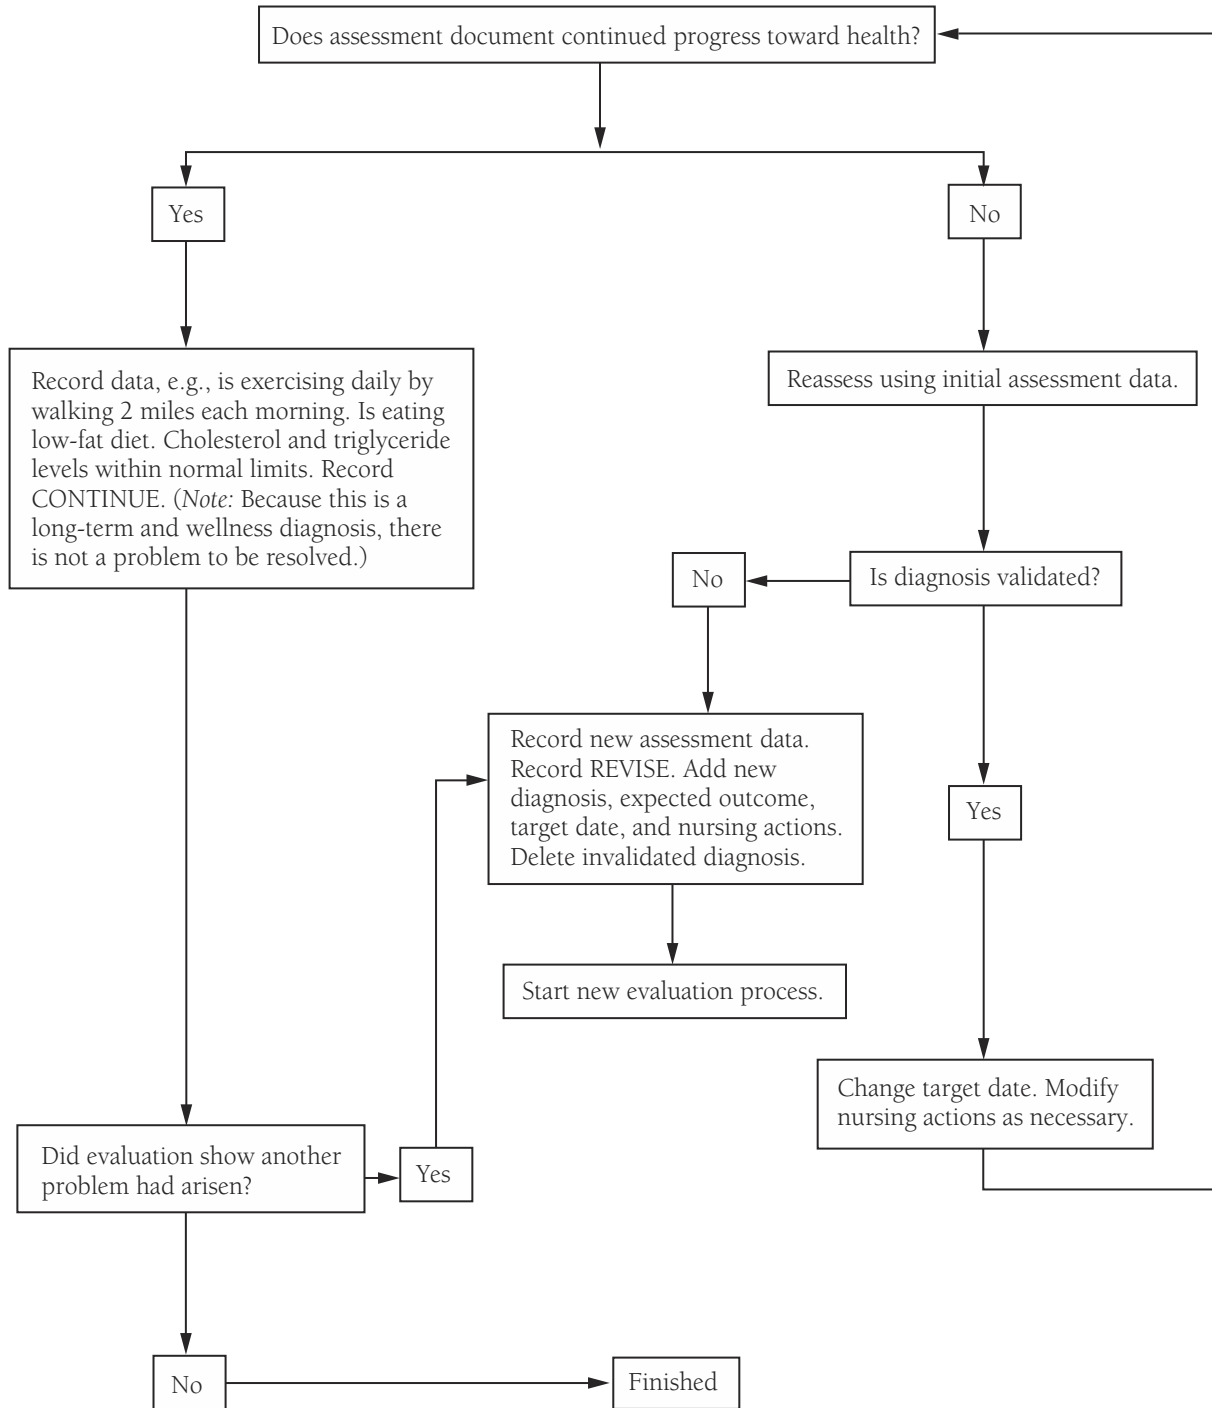 Does assessment document continued progress toward health?
Yes
No
Record data, e.g., is exercising daily by
walking 2 miles each morning. Is eating
low-fat diet. Cholesterol and triglyceride
levels within normal limits. Record
CONTINUE. (Note: Because this is a
long-term and wellness diagnosis, there
is not a problem to be resolved.)
Reassess using initial assessment data.
Is diagnosis validated?
No
Record new assessment data.
Record REVISE. Add new
diagnosis, expected outcome,
target date, and nursing actions.
Delete invalidated diagnosis.
Yes
Start new evaluation process.
Change target date. Modify
nursing actions as necessary.
Did evaluation show another
problem had arisen?
Yes
No
Finished